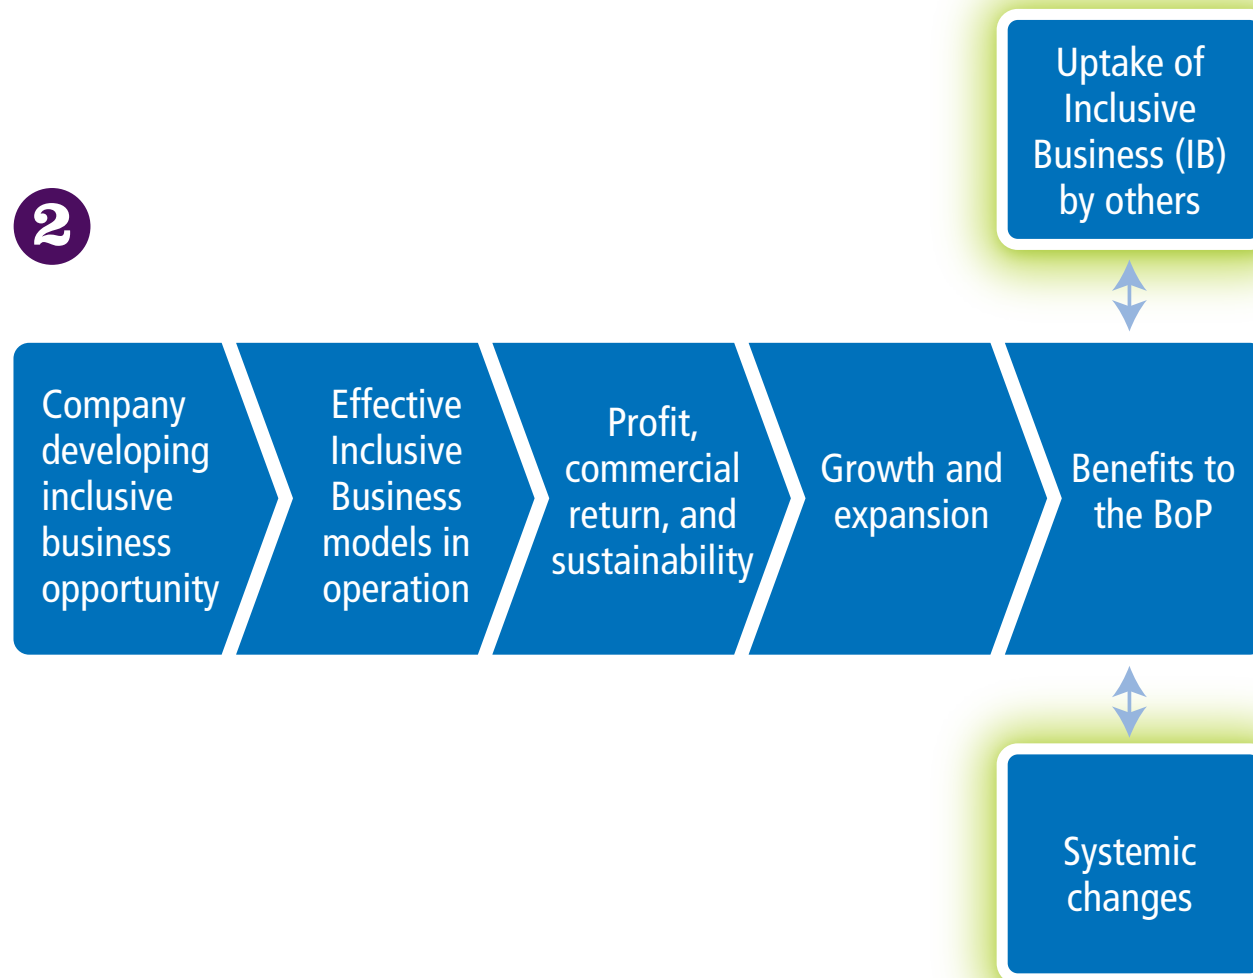 Uptake of
Inclusive
Business (IB)
by others
2
Company
developing
inclusive
business
opportunity
Effective
Inclusive
Business
models in
operation
Profit,
commercial
return, and
sustainability
Growth and
expansion
Benefits to
the BoP
Systemic
changes